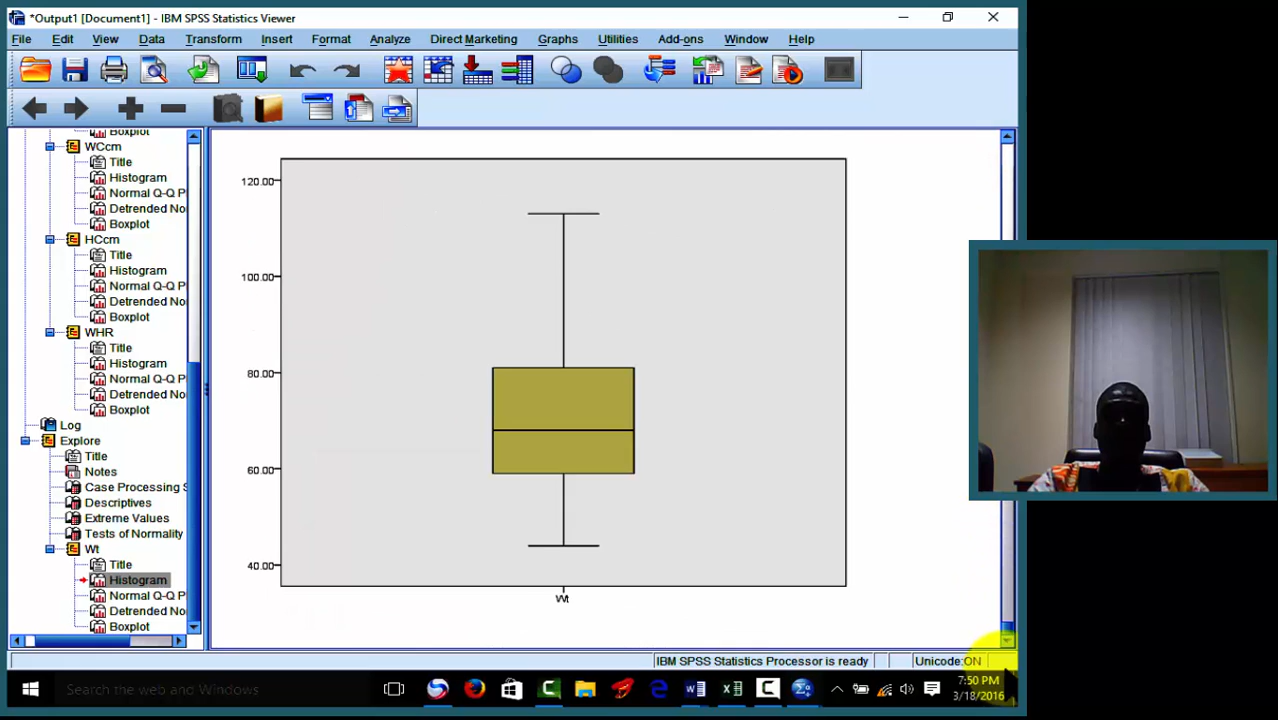 *Output1 [Document1] - IBM SPSS Statistics Viewer
File Edit View Data Transform Insert Format Analyze Direct Marketing Graphs Utilities Add-ons Window Help
Boxplot
WCcm
Title
Histogram
Normal Q-Q P
Detrended No
Boxplot
HCcm
Title
Histogram
Normal Q-Q P
Detrended No
Boxplot
WHR
Title
Histogram
Normal Q-Q P
Detrended No
Boxplot
Log
Explore
Title
Notes
Case Processing S
Descriptives
Extreme Values
Tests of Normality
Wt
Title
Histogram
Normal Q-Q P
Detrended No
Boxplot
120.00
100.00
80.00
60.00
40.00
Wt
IBM SPSS Statistics Processor is ready
Unicode:ON
Search the web and Windows
7:50 PM
3/18/2016